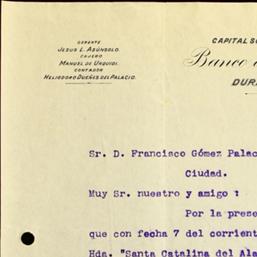 GERENTE
JESUS L. ASÚNSOLO.
CAJERO
MANUEL DE URQUIDI.
CONTADOR
HELIODORO DUEÑES DEL PALACIO.
CAPITAL S
Banco
DUR
Sr. D. Francisco Gómez Palac
Ciudad.
Muy Sr. nuestro y amigo :
Por la prese
que con fecha 7 del corrient
Hda. "Santa Catalina del Ala